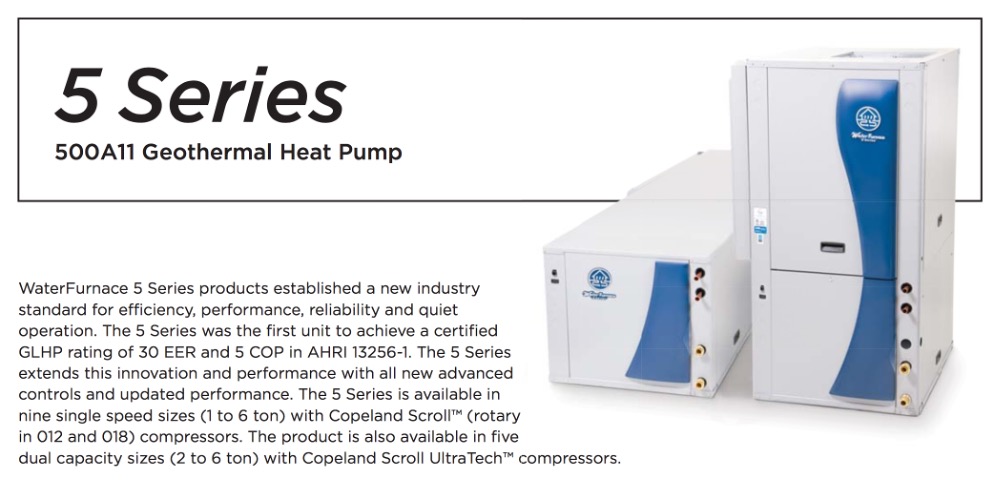 5 Series
500A11 Geothermal Heat Pump
WaterFurnace
WaterFurnace
WaterFurnace 5 Series products established a new industry
standard for efficiency, performance, reliability and quiet
operation. The 5 Series was the first unit to achieve a certified
GLHP rating of 30 EER and 5 COP in AHRI 13256-1. The 5 Series
extends this innovation and performance with all new advanced
controls and updated performance. The 5 Series is available in
nine single speed sizes (1 to 6 ton) with Copeland Scroll™ (rotary
in 012 and 018) compressors. The product is also available in five
dual capacity sizes (2 to 6 ton) with Copeland Scroll UltraTech™ compressors.